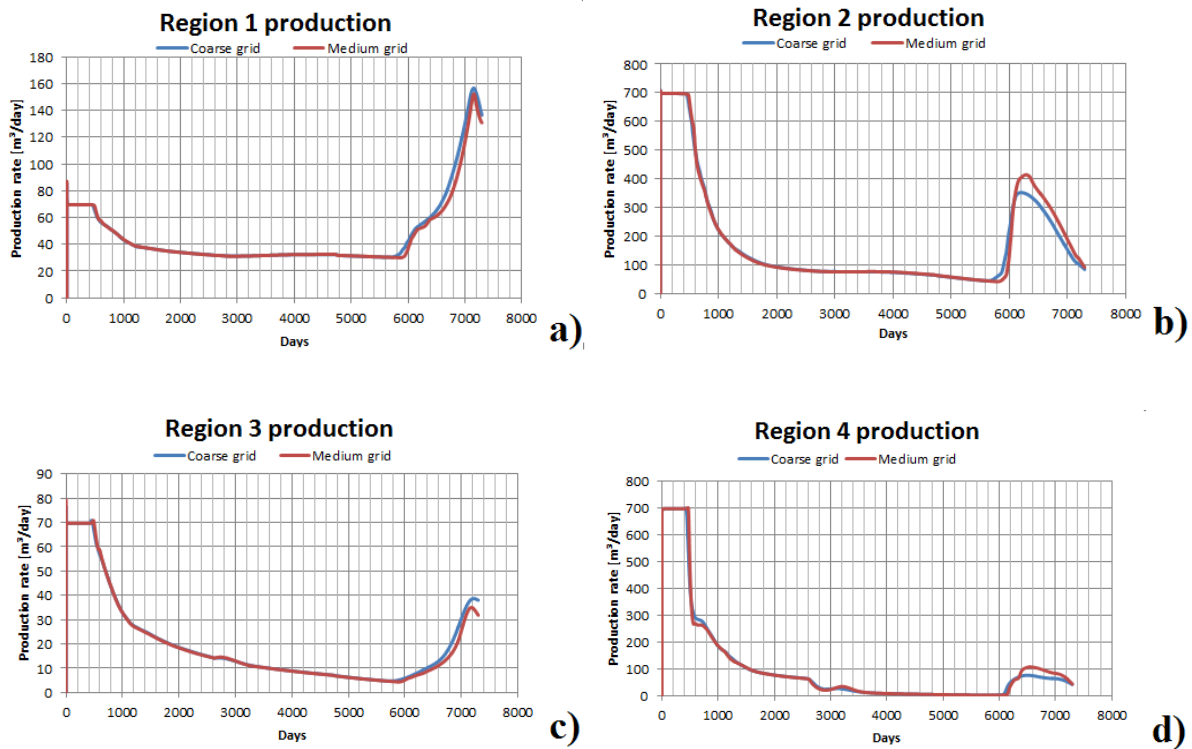 Region 1 production
Coarse grid Medium grid
Production rate [m³/day]
180
160
140
120
100
80
60
40
20
0
0 1000 2000 3000 4000 5000 6000 7000 8000
Days
a)
Region 2 production
Coarse grid Medium grid
Production rate [m³/day]
800
700
600
500
400
300
200
100
0
0 1000 2000 3000 4000 5000 6000 7000 8000
Days
b)
Region 3 production
Coarse grid Medium grid
Production rate [m³/day]
90
80
70
60
50
40
30
20
10
0
0 1000 2000 3000 4000 5000 6000 7000 8000
Days
c)
Region 4 production
Coarse grid Medium grid
Production rate [m³/day]
800
700
600
500
400
300
200
100
0
0 1000 2000 3000 4000 5000 6000 7000 8000
Days
d)